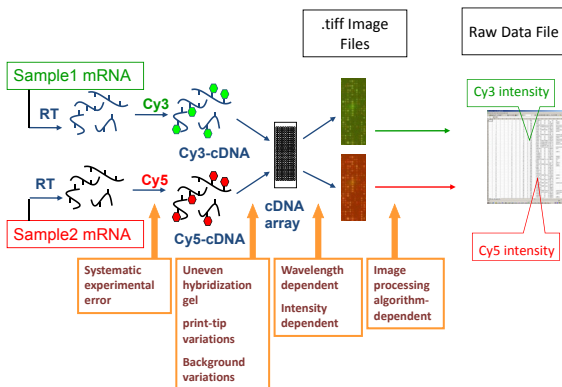 .tiff Image
Files
Raw Data File
Sample1 mRNA
RT
Cy3
Cy3-cDNA
Cy3 intensity
RT
Cy5
Sample2 mRNA
Cy5-cDNA
cDNA
array
Cy5 intensity
Systematic
experimental
error
Uneven
hybridization
gel
print-tip
variations
Background
variations
Wavelength
dependent
Intensity
dependent
Image
processing
algorithm-
dependent